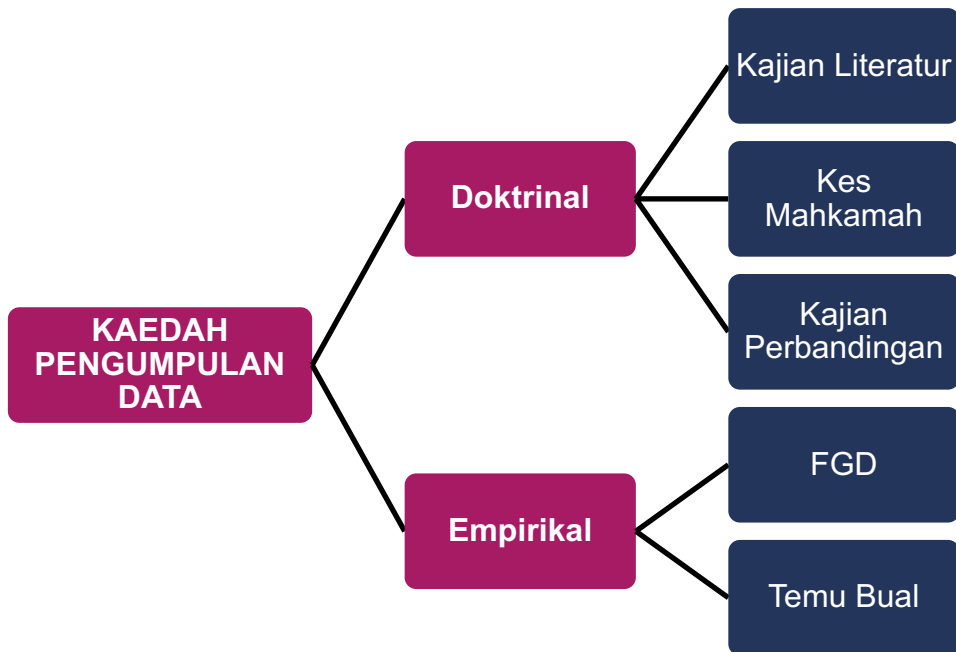 KAEDAH
PENGUMPULAN
DATA
Doktrinal
Kajian Literatur
Kes
Mahkamah
Kajian
Perbandingan
Empirikal
FGD
Temu Bual